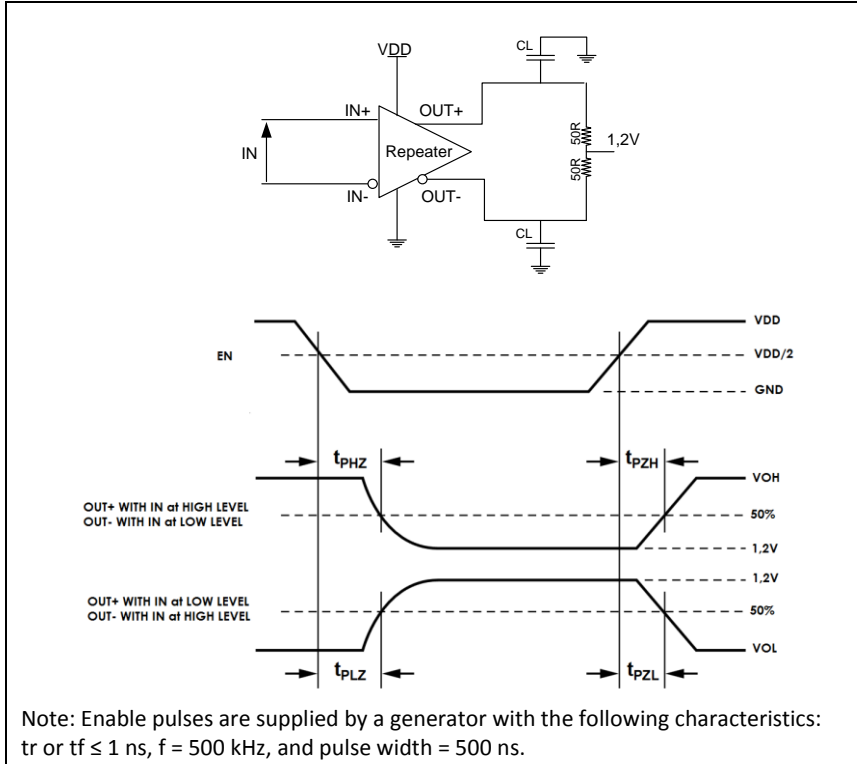 VDD
CL
IN+
OUT+
IN
Repeater
50R
1,2V
50R
IN-
OUT-
CL
VDD
EN
VDD/2
GND
tPHZ
tPZH
VOH
OUT+ WITH IN at HIGH LEVEL
OUT- WITH IN at LOW LEVEL
50%
1,2V
1,2V
OUT+ WITH IN at LOW LEVEL
OUT- WITH IN at HIGH LEVEL
50%
VOL
tPLZ
tPZL
Note: Enable pulses are supplied by a generator with the following characteristics:
tr or tf ≤ 1 ns, f = 500 kHz, and pulse width = 500 ns.